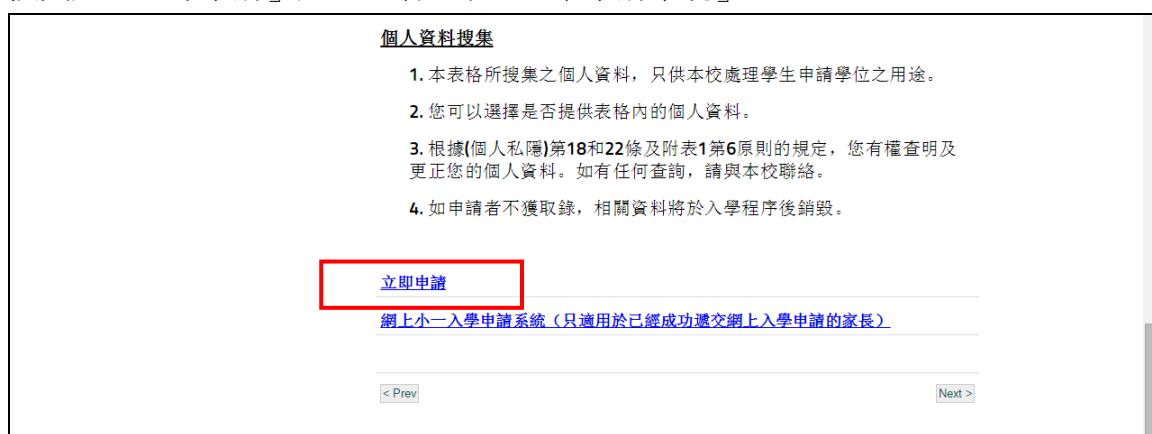 個人資料搜集
1. 本表格所搜集之個人資料，只供本校處理學生申請學位之用途。
2. 您可以選擇是否提供表格內的個人資料。
3. 根據(個人私隱)第18和22條及附表1第6原則的規定，您有權查明及
更正您的個人資料。如有任何查詢，請與本校聯絡。
4. 如申請者不獲取錄，相關資料將於入學程序後銷毀。
立即申請
網上小一入學申請系統（只適用於已經成功遞交網上入學申請的家長）
< Prev
Next >